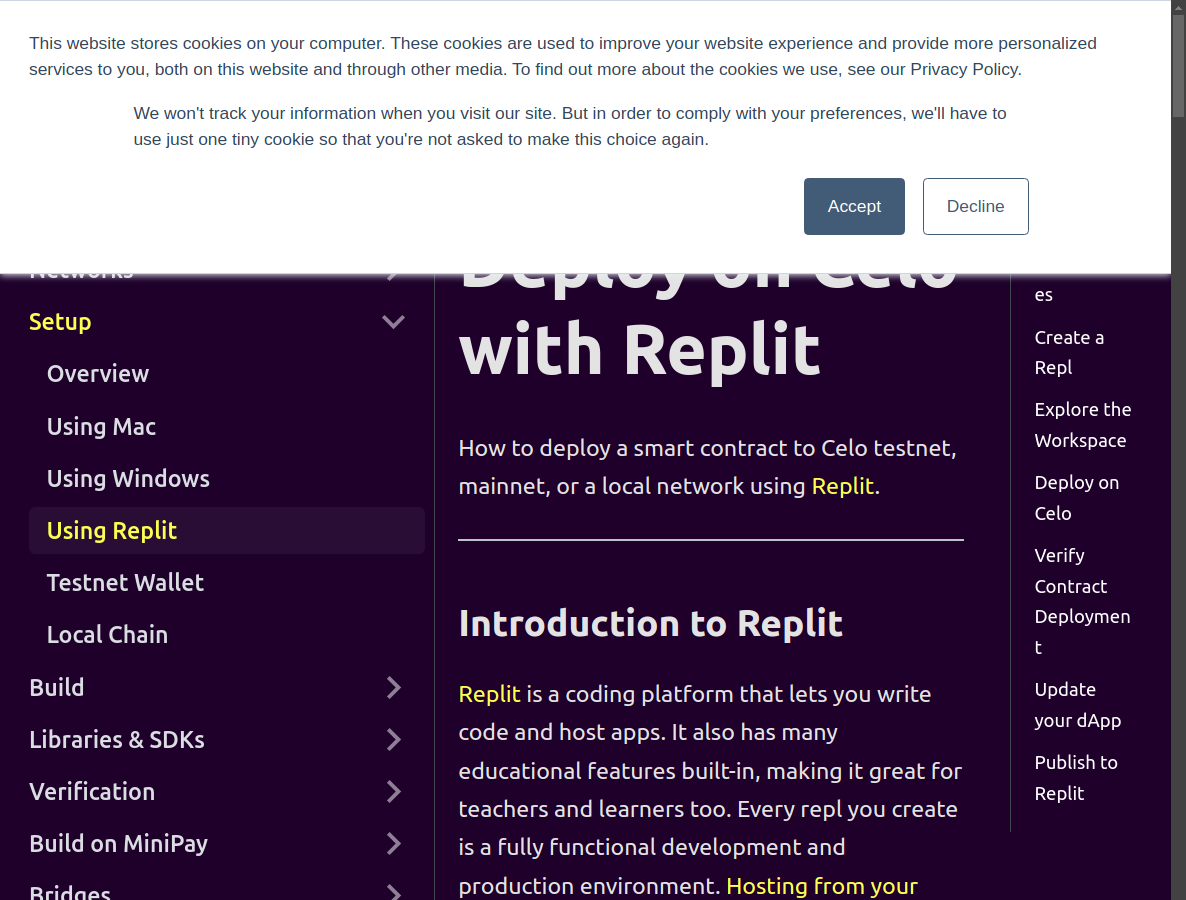 This website stores cookies on your computer. These cookies are used to improve your website experience and provide more personalized
services to you, both on this website and through other media. To find out more about the cookies we use, see our Privacy Policy.
We won't track your information when you visit our site. But in order to comply with your preferences, we'll have to
use just one tiny cookie so that you're not asked to make this choice again.
Accept
Decline
Networks
Setup
Overview
Using Mac
Using Windows
Using Replit
Testnet Wallet
Local Chain
Build
Libraries & SDKs
Verification
Build on MiniPay
Bridges
Deploy on Celo
with Replit
How to deploy a smart contract to Celo testnet,
mainnet, or a local network using Replit.
Introduction to Replit
Replit is a coding platform that lets you write
code and host apps. It also has many
educational features built-in, making it great for
teachers and learners too. Every repl you create
is a fully functional development and
production environment. Hosting from your
es
Create a
Repl
Explore the
Workspace
Deploy on
Celo
Verify
Contract
Deploymen
t
Update
your dApp
Publish to
Replit